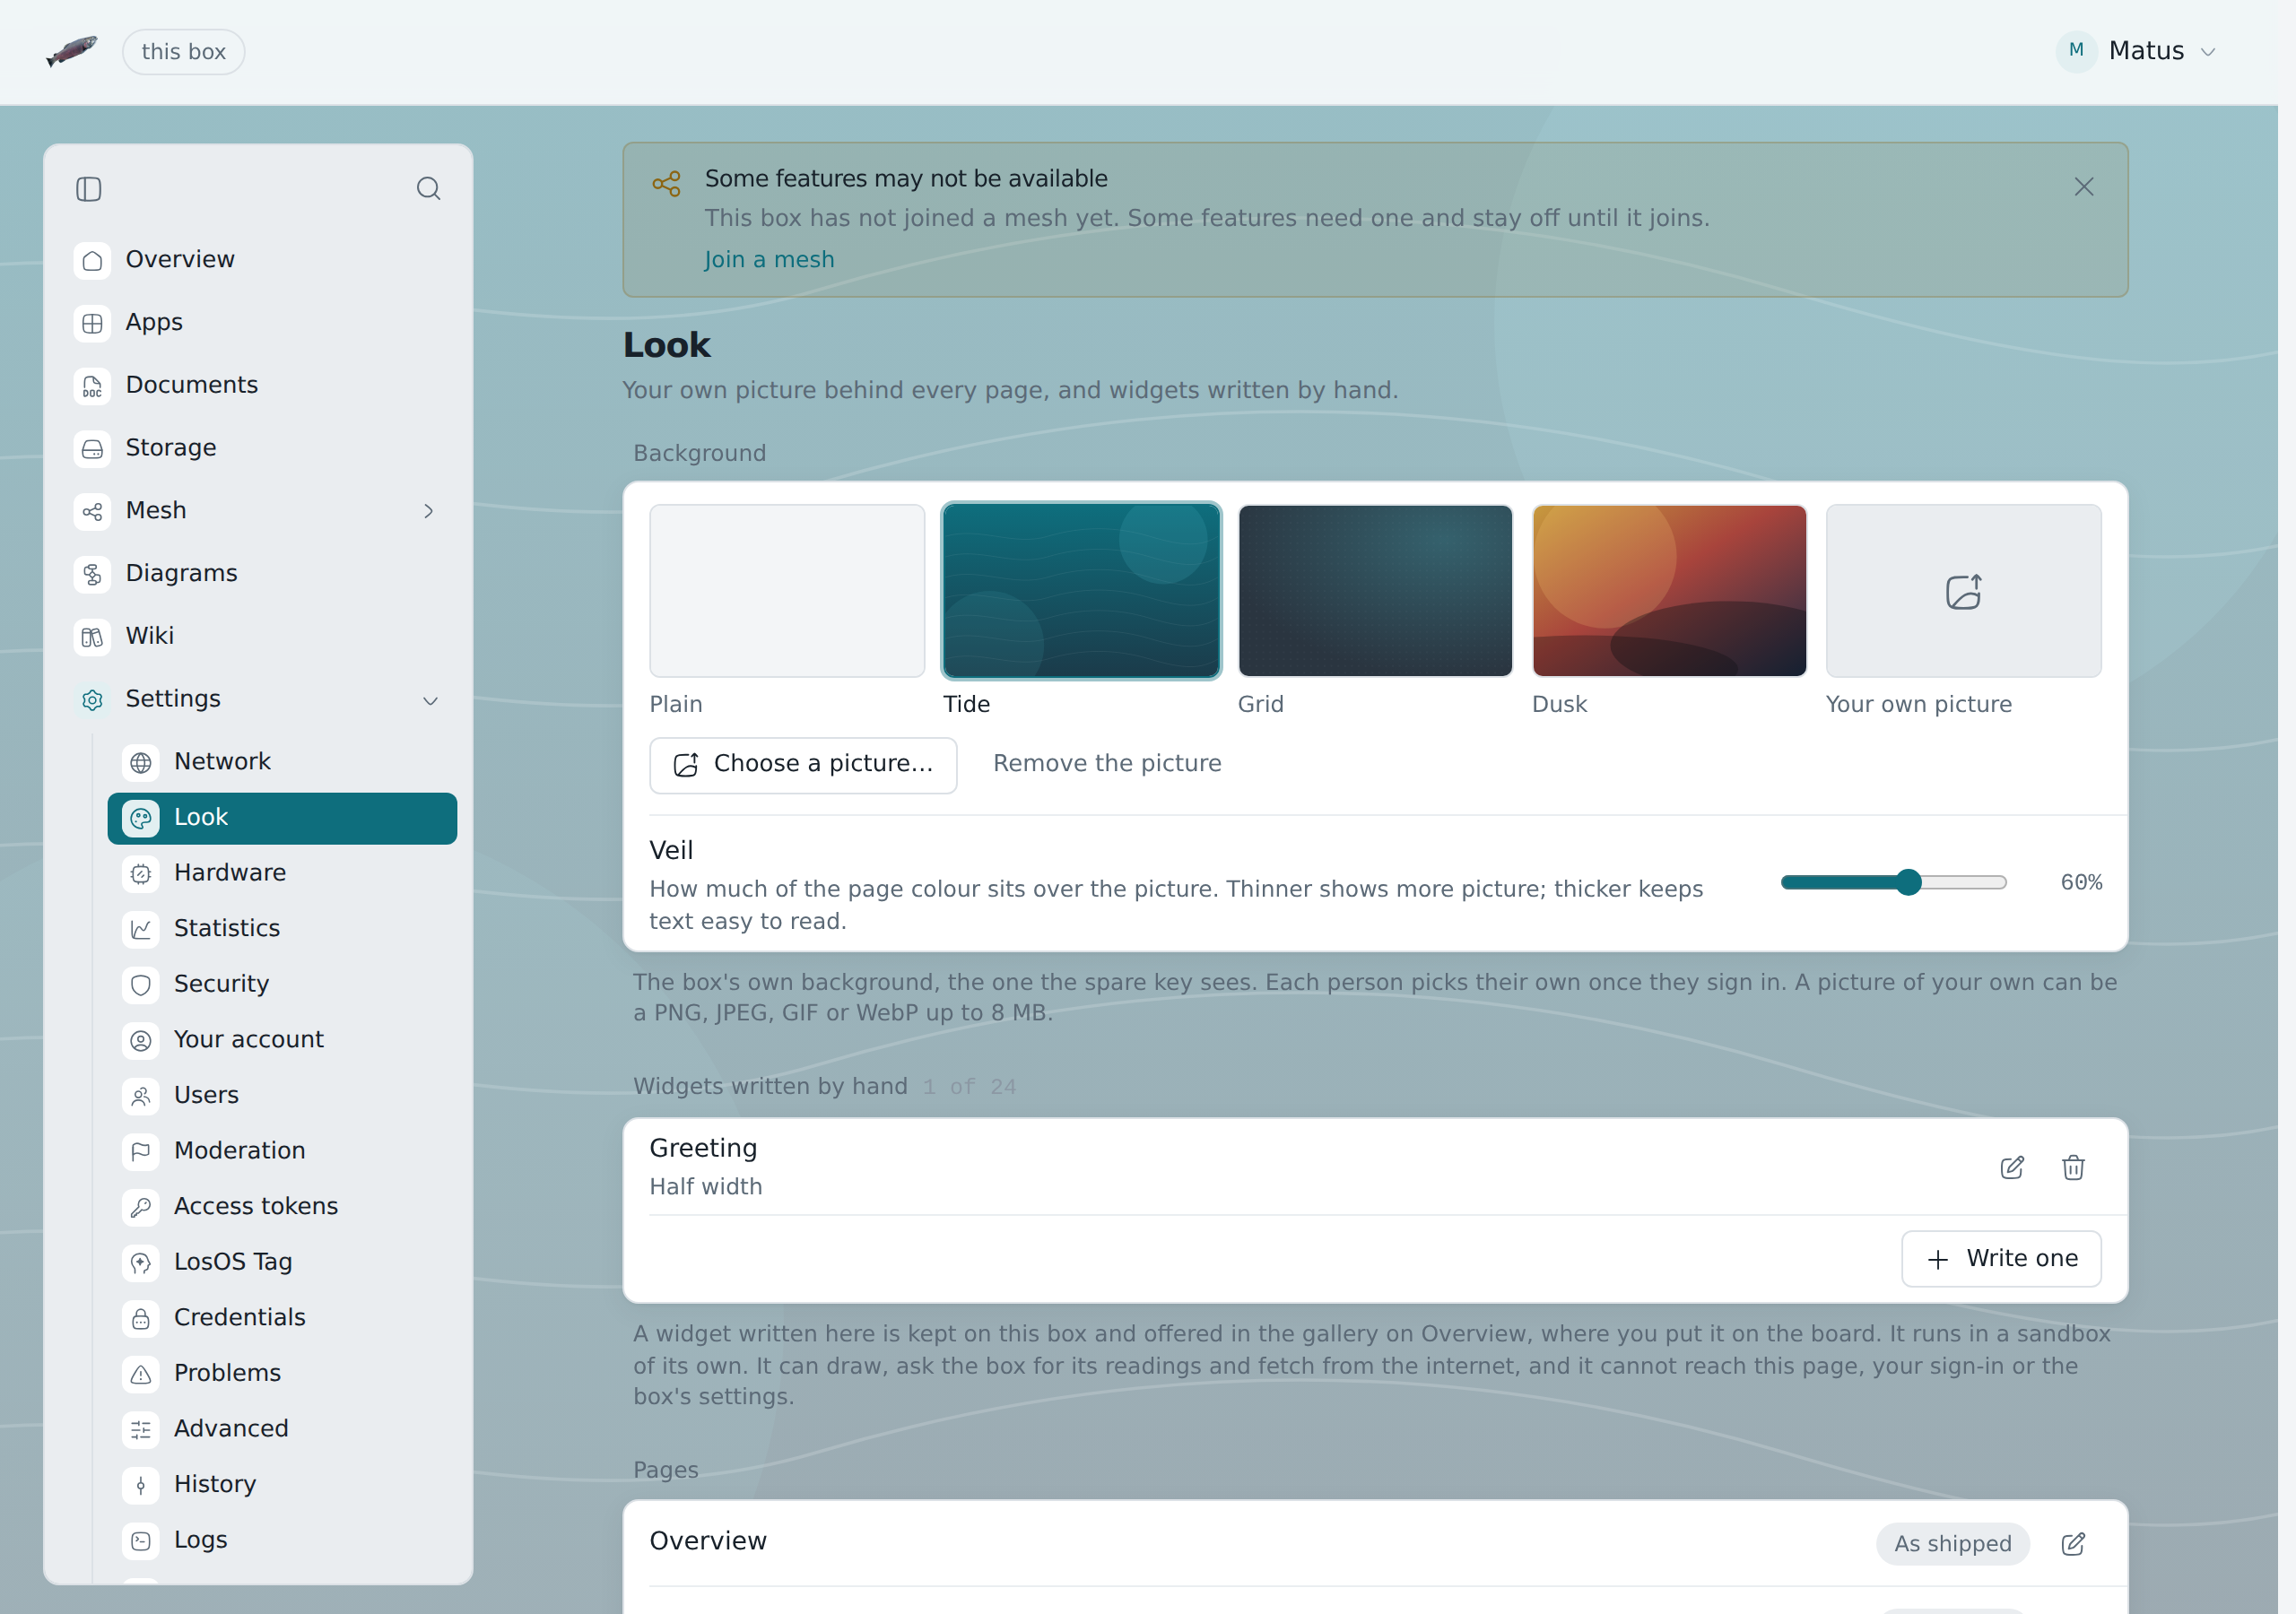 this box
M
Matus
Overview
Apps
Documents
Storage
Mesh
Diagrams
Wiki
Settings
Network
Look
Hardware
Statistics
Security
Your account
Users
Moderation
Access tokens
LosOS Tag
Credentials
Problems
Advanced
History
Logs
Some features may not be available
This box has not joined a mesh yet. Some features need one and stay off until it joins.
Join a mesh
Look
Your own picture behind every page, and widgets written by hand.
Background
Plain
Tide
Grid
Dusk
Your own picture
Choose a picture...
Remove the picture
Veil
How much of the page colour sits over the picture. Thinner shows more picture; thicker keeps
text easy to read.
60%
The box's own background, the one the spare key sees. Each person picks their own once they sign in. A picture of your own can be
a PNG, JPEG, GIF or WebP up to 8 MB.
Widgets written by hand 1 of 24
Greeting
Half width
Write one
A widget written here is kept on this box and offered in the gallery on Overview, where you put it on the board. It runs in a sandbox
of its own. It can draw, ask the box for its readings and fetch from the internet, and it cannot reach this page, your sign-in or the
box's settings.
Pages
Overview
As shipped